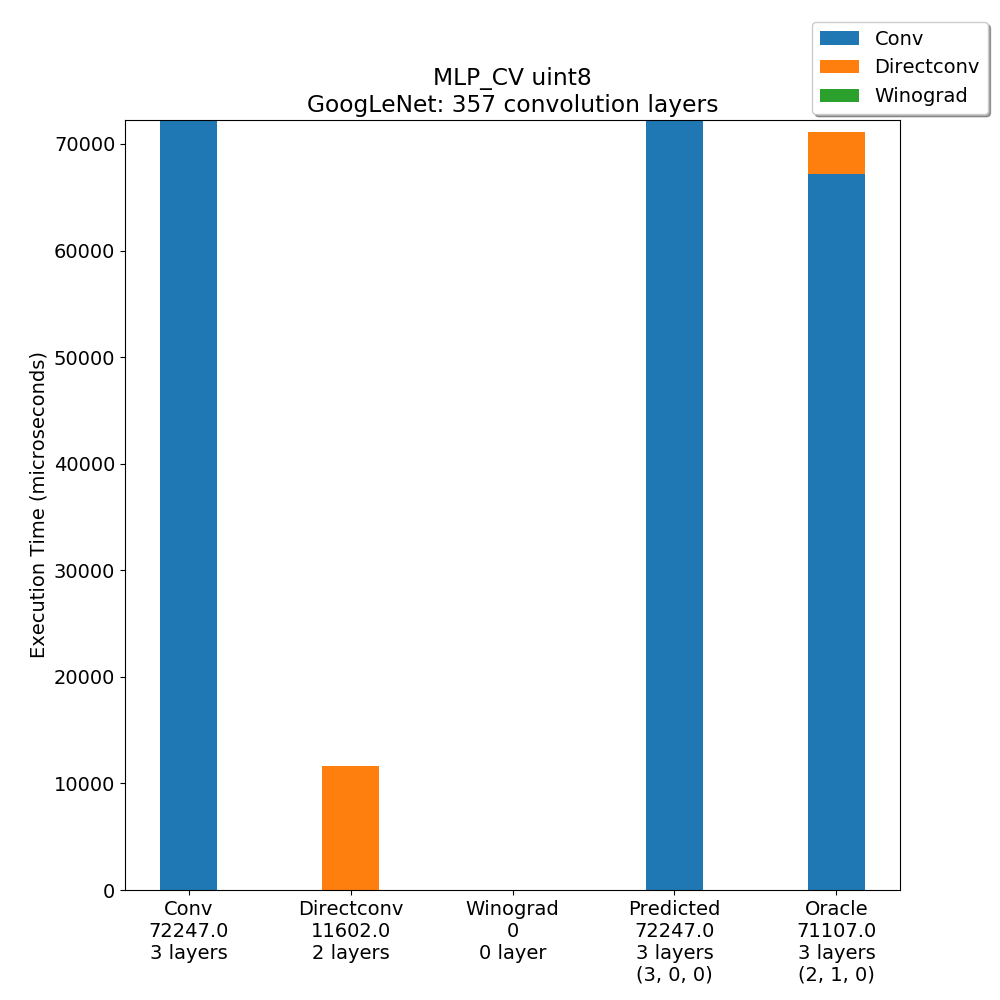 Conv
Directconv
Winograd
MLP_CV uint8
GoogLeNet: 357 convolution layers
Execution Time (microseconds)
70000
60000
50000
40000
30000
20000
10000
0
Conv
72247.0
3 layers
Directconv
11602.0
2 layers
Winograd
0
0 layer
Predicted
72247.0
3 layers
(3, 0, 0)
Oracle
71107.0
3 layers
(2, 1, 0)